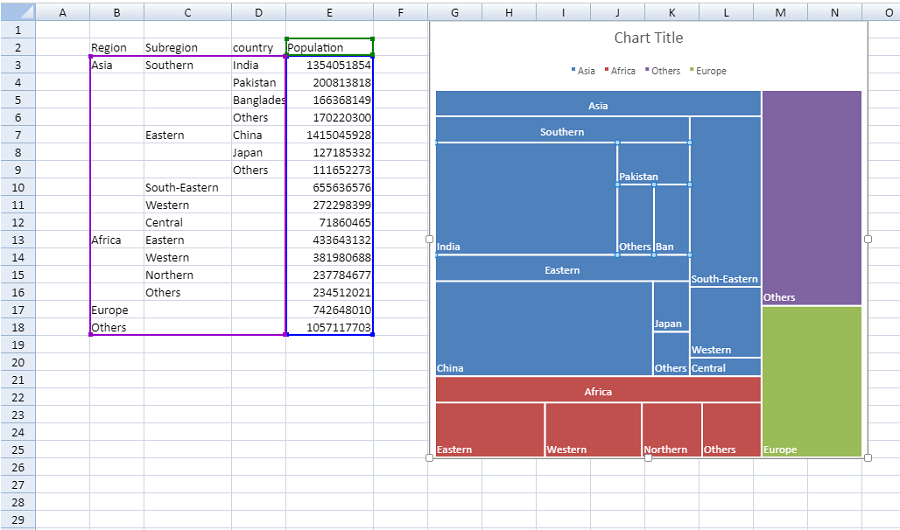 A B C D E F G H I J K L M N O
1
2 Region Subregion country Population
3 Asia Southern India 1354051854
4 Pakistan 200813818
5 Banglades 166368149
6 Others 170220300
7 Eastern China 1415045928
8 Japan 127185332
9 Others 111652273
10 South-Eastern 655636576
11 Western 272298399
12 Central 71860465
13 Africa Eastern 433643132
14 Western 381980688
15 Northern 237784677
16 Others 234512021
17 Europe 742648010
18 Others 1057117703
19
20
21
22
23
24
25
26
27
28
29
Chart Title
Asia Africa Others Europe
Asia
Southern
Pakistan
India Others Ban
Eastern
South-Eastern
Others
Japan
Western
China Others Central
Africa
Eastern Western Northern Others Europe